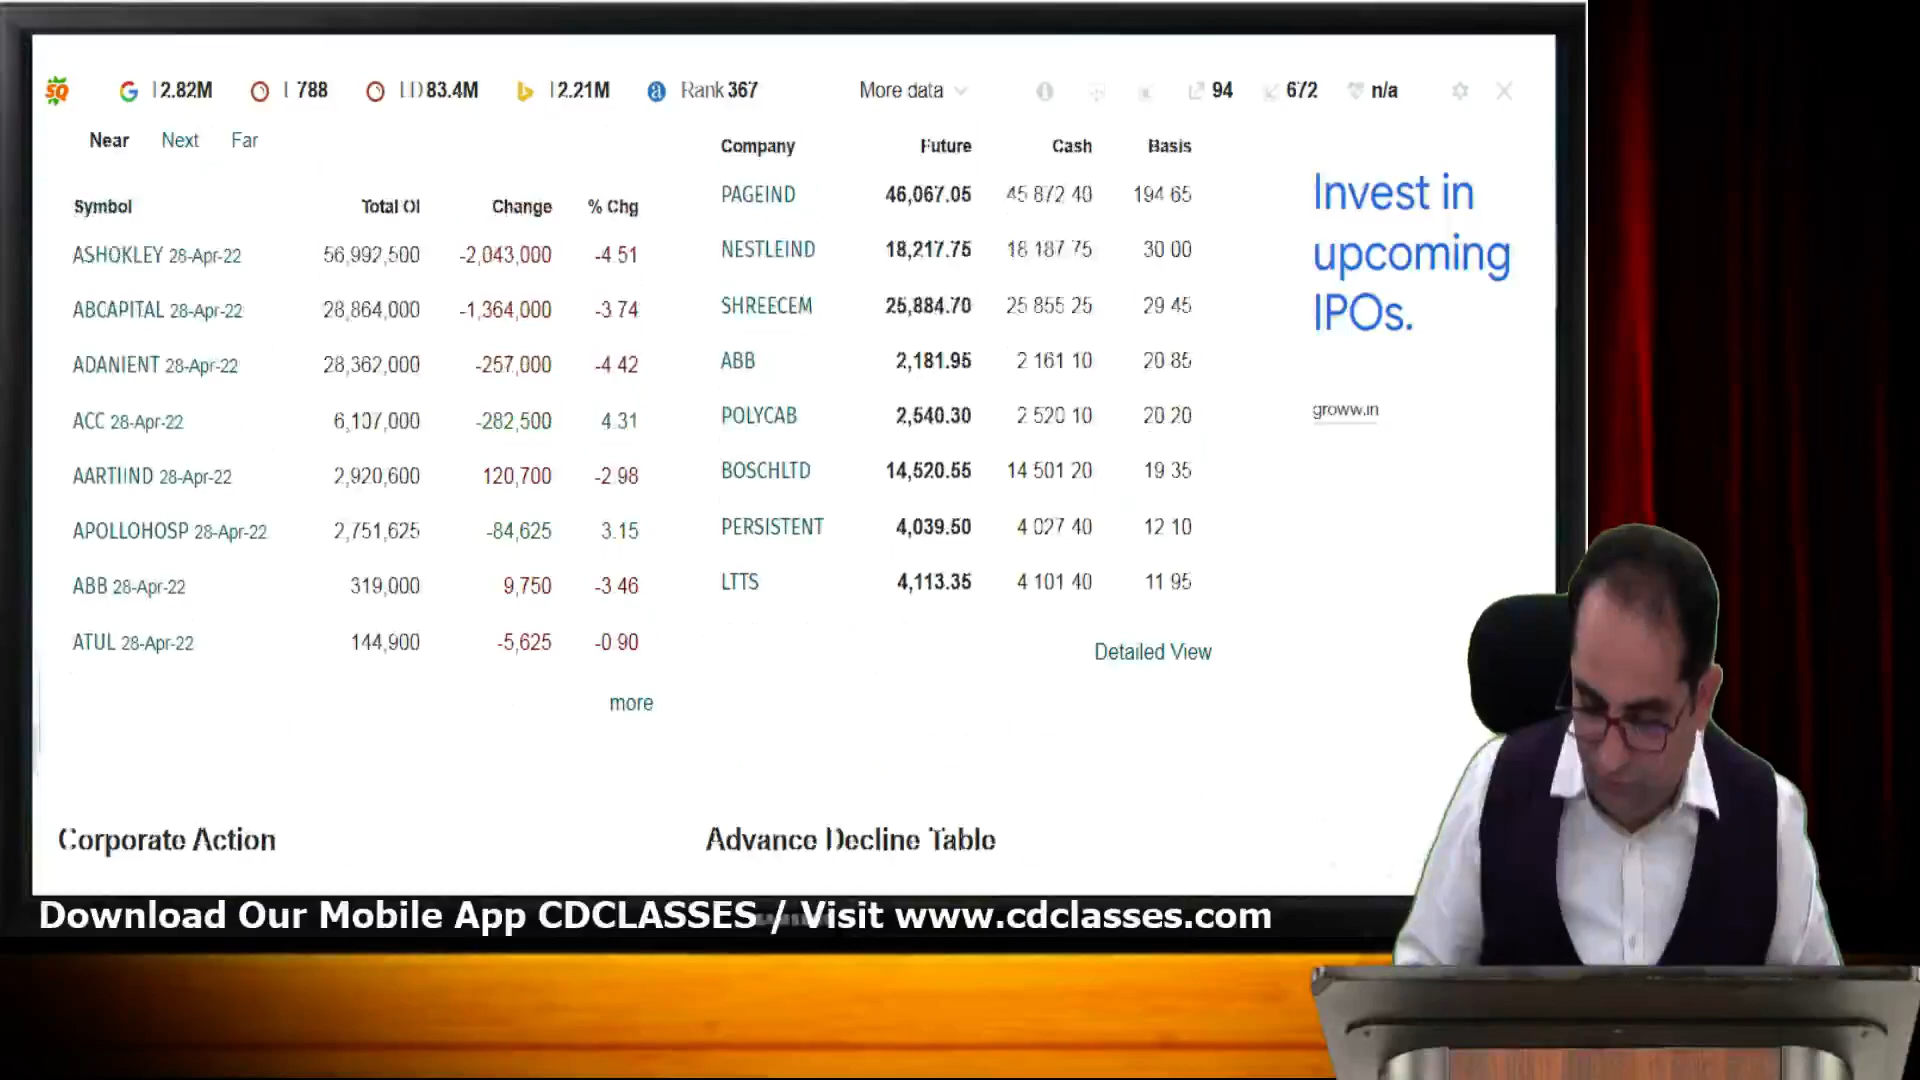 SQ I 2.82M L 788 LD 83.4M I 2.21M a Rank 367 More data 94 672 n/a
Near Next Far
Symbol Total OI Change % Chg
ASHOKLEY 28-Apr-22 56,992,500 -2,043,000 -4.51
ABCAPITAL 28-Apr-22 28,864,000 -1,364,000 -3.74
ADANIENT 28-Apr-22 28,362,000 -257,000 -4.42
ACC 28-Apr-22 6,107,000 -282,500 4.31
AARTIIND 28-Apr-22 2,920,600 120,700 -2.98
APOLLOHOSP 28-Apr-22 2,751,625 -84,625 3.15
ABB 28-Apr-22 319,000 9,750 -3.46
ATUL 28-Apr-22 144,900 -5,625 -0.90
more
Company Future Cash Basis
PAGEIND 46,067.05 45 872 40 194 65
NESTLEIND 18,217.75 18 187 75 30 00
SHREECEM 25,884.70 25 855 25 29 45
ABB 2,181.95 2 161 10 20 85
POLYCAB 2,540.30 2 520 10 20 20
BOSCHLTD 14,520.55 14 501 20 19 35
PERSISTENT 4,039.50 4 027 40 12 10
LTTS 4,113.35 4 101 40 11 95
Detailed View
Invest in
upcoming
IPOs.
groww.in
Corporate Action
Advance Decline Table
Download Our Mobile App CDCLASSES / Visit www.cdclasses.com